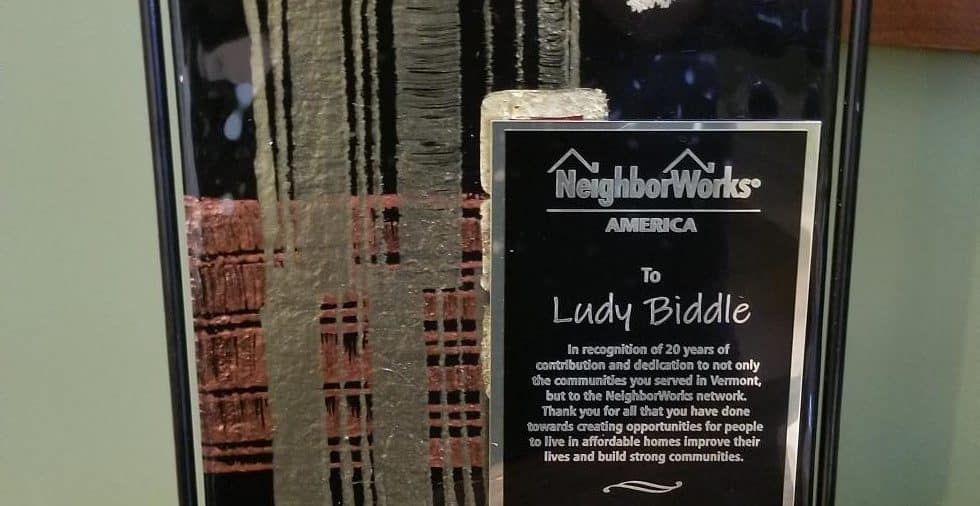 NeighborWorks®
AMERICA
To
Ludy Biddle
In recognition of 20 years of
contribution and dedication to not only
the communities you served in Vermont,
but to the NeighborWorks network.
Thank you for all that you have done
towards creating opportunities for people
to live in affordable homes improve their
lives and build strong communities.